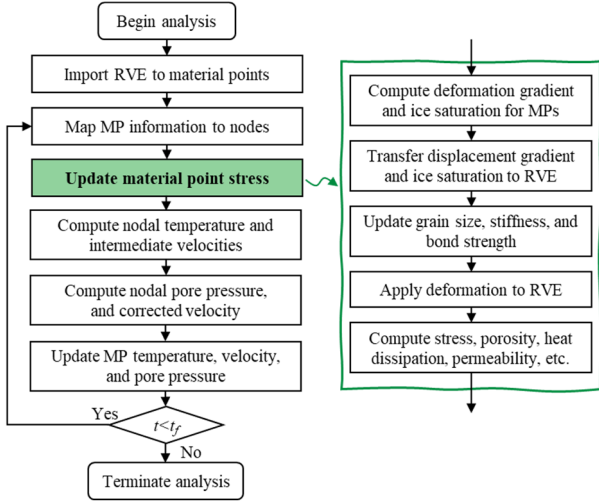 Begin analysis
Import RVE to material points
Map MP information to nodes
Update material point stress
Compute nodal temperature and
intermediate velocities
Compute nodal pore pressure,
and corrected velocity
Update MP temperature, velocity,
and pore pressure
Yes
t<t_f
No
Terminate analysis
Compute deformation gradient
and ice saturation for MPs
Transfer displacement gradient
and ice saturation to RVE
Update grain size, stiffness, and
bond strength
Apply deformation to RVE
Compute stress, porosity, heat
dissipation, permeability, etc.